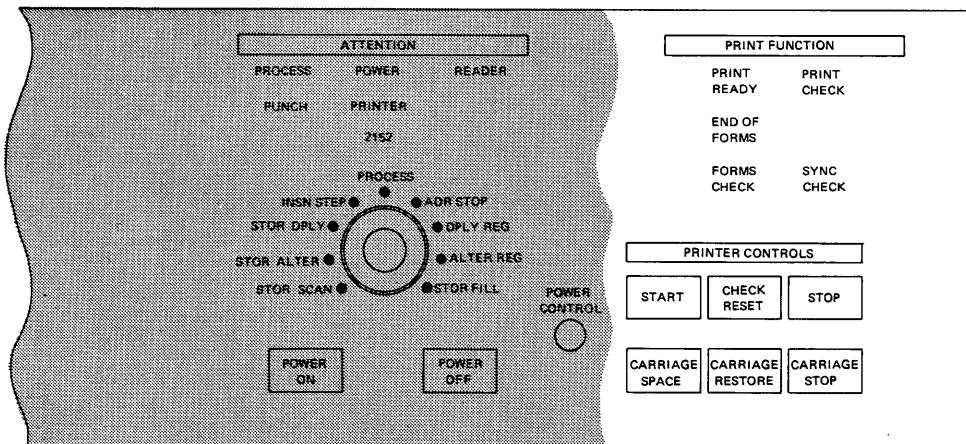 ATTENTION
PROCESS POWER READER
PUNCH PRINTER
2152
PROCESS
INSN STEP ADR STOP
STOR DPLY DPLY REG
STOR ALTER ALTER REG
STOR SCAN STOR FILL
POWER
CONTROL
POWER
ON
POWER
OFF
PRINT FUNCTION
PRINT
READY
PRINT
CHECK
END OF
FORMS
FORMS
CHECK
SYNC
CHECK
PRINTER CONTROLS
START
CHECK
RESET
STOP
CARRIAGE
SPACE
CARRIAGE
RESTORE
CARRIAGE
STOP